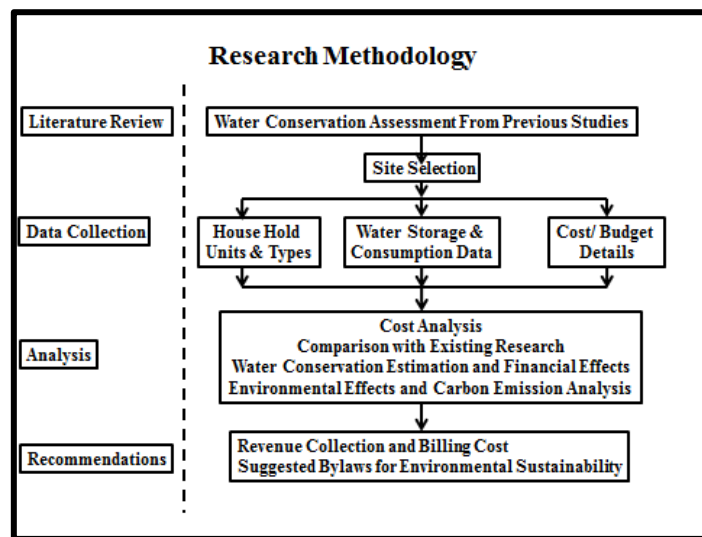 Research Methodology
Literature Review
Water Conservation Assessment From Previous Studies
Site Selection
Data Collection
House Hold
Units & Types
Water Storage &
Consumption Data
Cost/ Budget
Details
Analysis
Cost Analysis
Comparison with Existing Research
Water Conservation Estimation and Financial Effects
Environmental Effects and Carbon Emission Analysis
Recommendations
Revenue Collection and Billing Cost
Suggested Bylaws for Environmental Sustainability